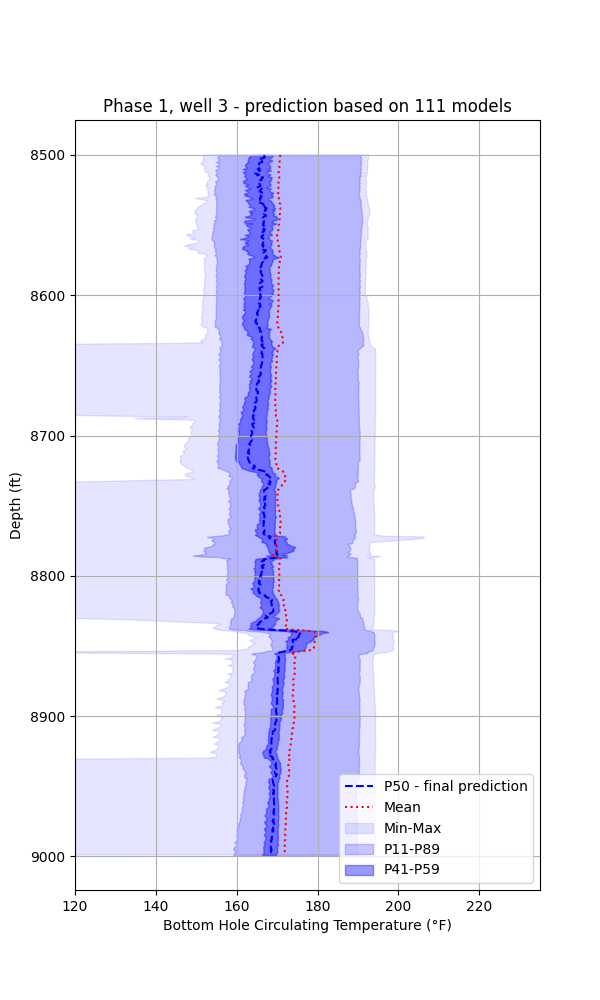 Phase 1, well 3 - prediction based on 111 models
8500
8600
8700
8800
8900
9000
Depth (ft)
120 140 160 180 200 220
Bottom Hole Circulating Temperature (°F)
P50 - final prediction
Mean
Min-Max
P11-P89
P41-P59